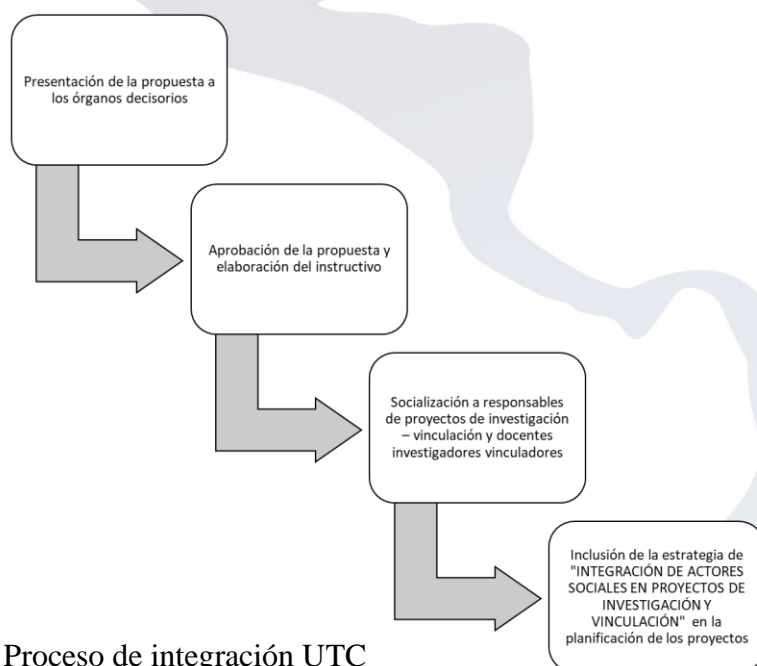 Presentación de la propuesta a
los órganos decisorios
Aprobación de la propuesta y
elaboración del instructivo
Socialización a responsables
de proyectos de investigación
– vinculación y docentes
investigadores vinculadores
Inclusión de la estrategia de
"INTEGRACIÓN DE ACTORES
SOCIALES EN PROYECTOS DE
INVESTIGACIÓN Y
VINCULACIÓN" en la
planificación de los proyectos
Proceso de integración UTC